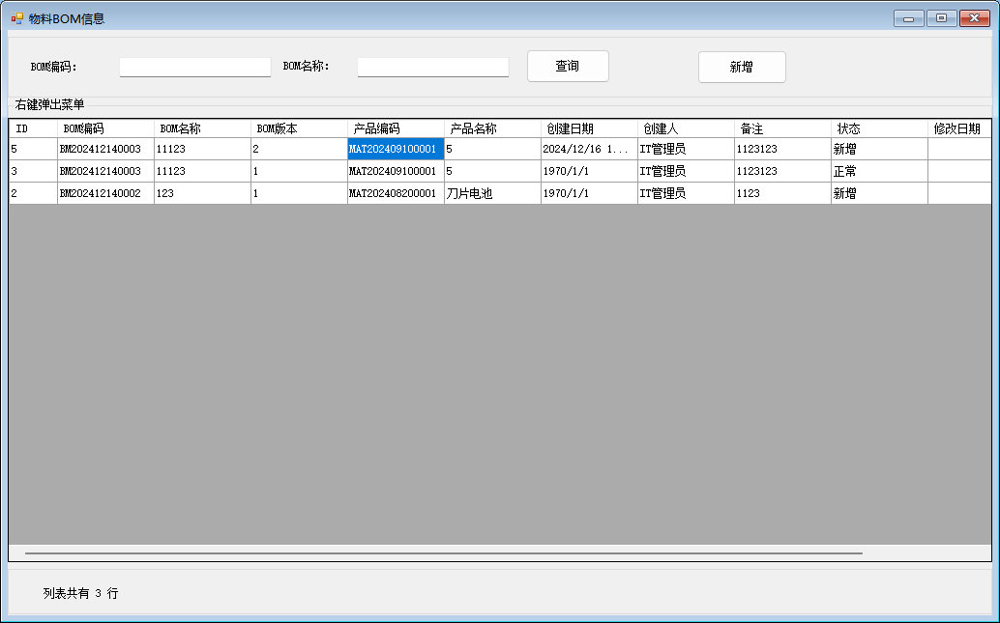 物料BOM信息
BOM编码： BOM名称： 查询 新增
右键弹出菜单
ID BOM编码 BOM名称 BOM版本 产品编码 产品名称 创建日期 创建人 备注 状态 修改日期
5 BM202412140003 11123 2 MAT202409100001 5 2024/12/16 1... IT管理员 1123123 新增
3 BM202412140003 11123 1 MAT202409100001 5 1970/1/1 IT管理员 1123123 正常
2 BM202412140002 123 1 MAT202408200001 刀片电池 1970/1/1 IT管理员 1123 新增
列表共有 3 行